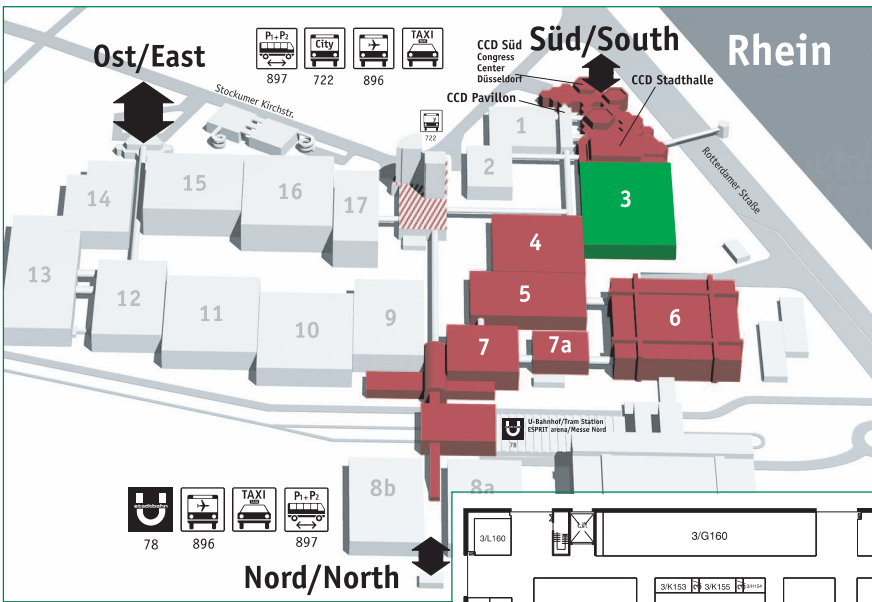 Ost/East
P1+P2
City
TAXI
897
722
896
CCD Süd
Congress
Center
Düsseldorf
Süd/South
Rhein
CCD Pavillon
CCD Stadthalle
Stockumer Kirchstr.
722
Rotterdamer Straße
1
2
3
14
15
16
17
4
13
12
11
10
9
5
6
7
7a
U-Bahnhof/Tram Station
ESPRIT arena/Messe Nord
78
8b
8a
stadtbahn
U
TAXI
P1+P2
78
896
897
Nord/North
3/L160
Lift
3/G160
3/K153
3/K155
3/H154